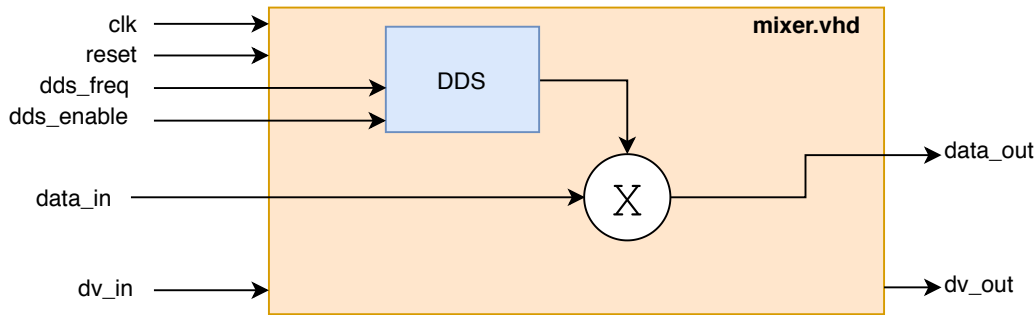 clk
mixer.vhd
reset
dds_freq
DDS
dds_enable
data_out
data_in
X
dv_in
dv_out